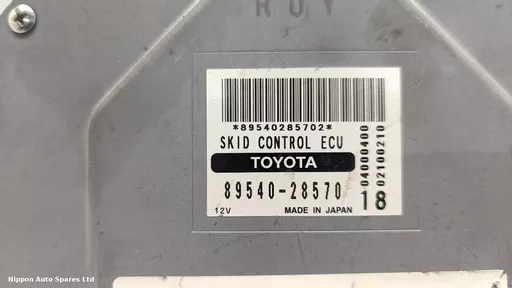 *89540285702*
SKID CONTROL ECU
TOYOTA
89540-28570
12V MADE IN JAPAN
18
04000400
02100210
Nippon Auto Spares Ltd